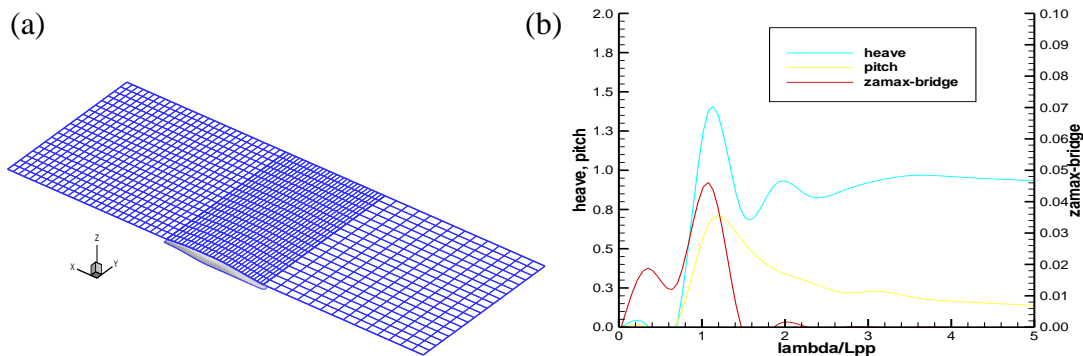 (a)
Z
X
Y
(b)
heave, pitch
2.0
1.8
1.5
1.3
1.0
0.8
0.5
0.3
0.0
heave
pitch
zamax-bridge
0.10
0.09
0.08
0.07
0.06
0.05
0.04
0.03
0.02
0.01
0.00
zamax-bridge
0
1
2
3
4
5
lambda/Lpp